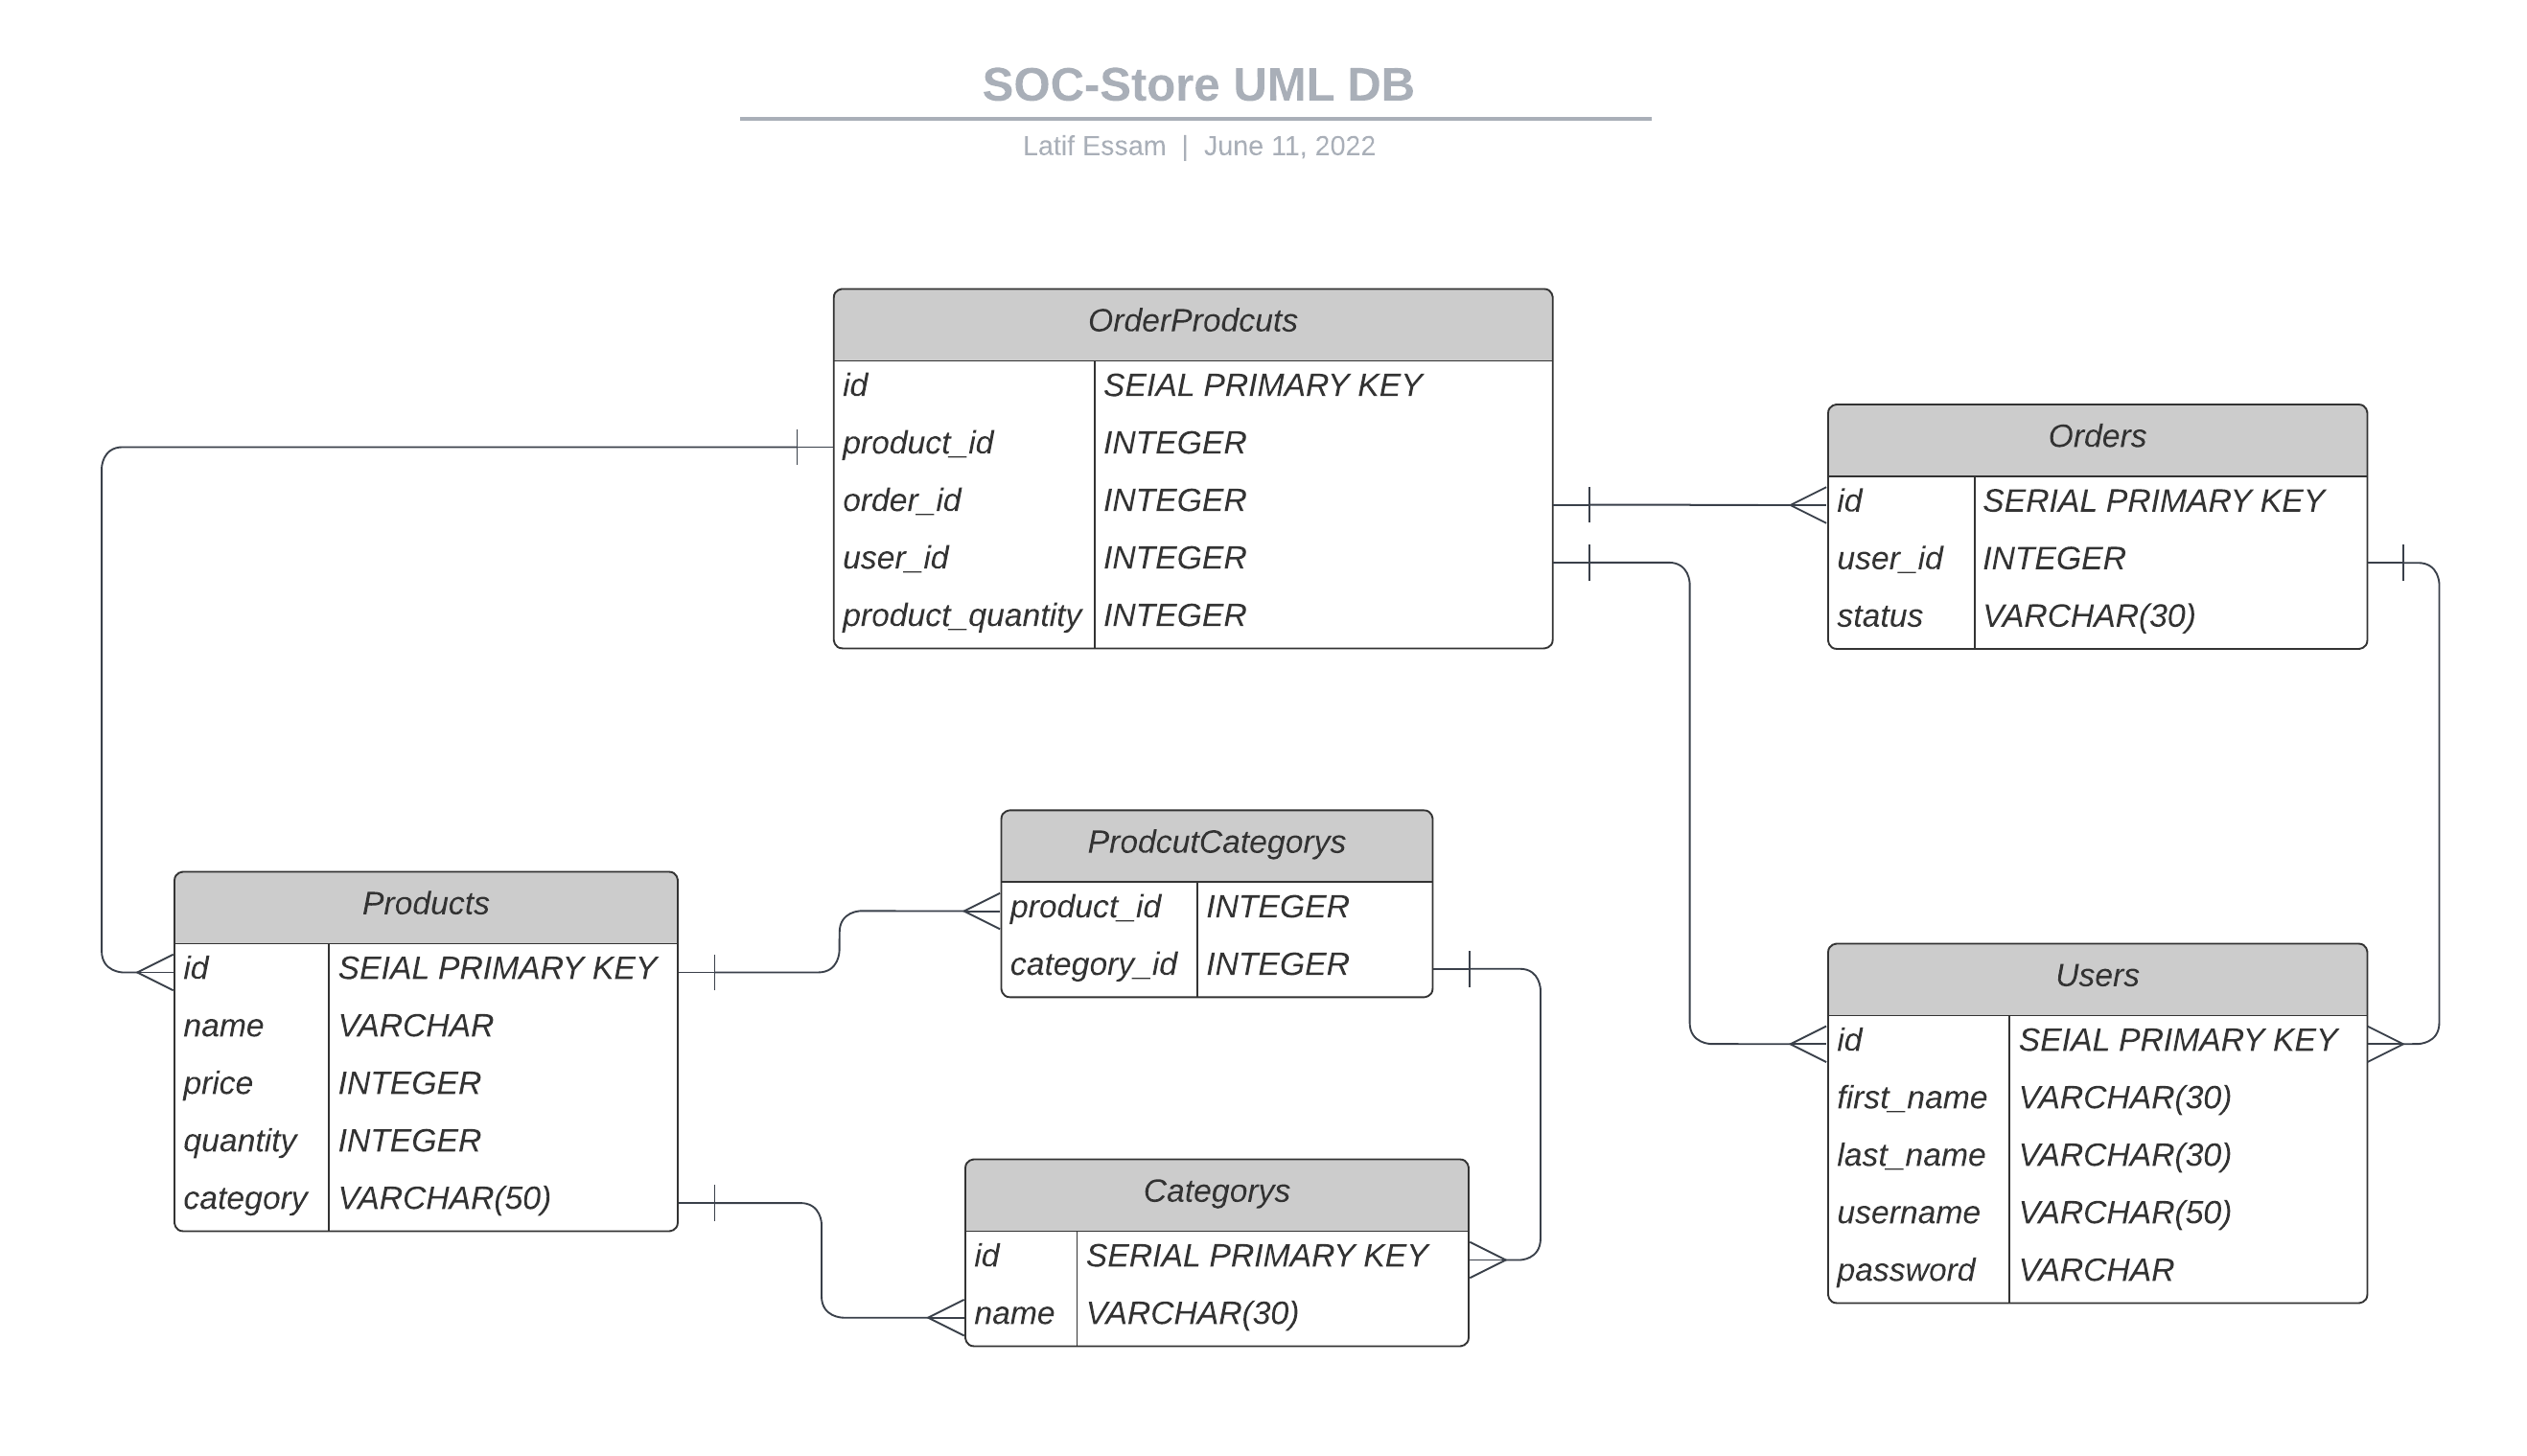 SOC-Store UML DB
Latif Essam | June 11, 2022
OrderProdcuts
id SEIAL PRIMARY KEY
product_id INTEGER
order_id INTEGER
user_id INTEGER
product_quantity INTEGER
Orders
id SERIAL PRIMARY KEY
user_id INTEGER
status VARCHAR(30)
Products
id SEIAL PRIMARY KEY
name VARCHAR
price INTEGER
quantity INTEGER
category VARCHAR(50)
ProdcutCategorys
product_id INTEGER
category_id INTEGER
Categorys
id SERIAL PRIMARY KEY
name VARCHAR(30)
Users
id SEIAL PRIMARY KEY
first_name VARCHAR(30)
last_name VARCHAR(30)
username VARCHAR(50)
password VARCHAR